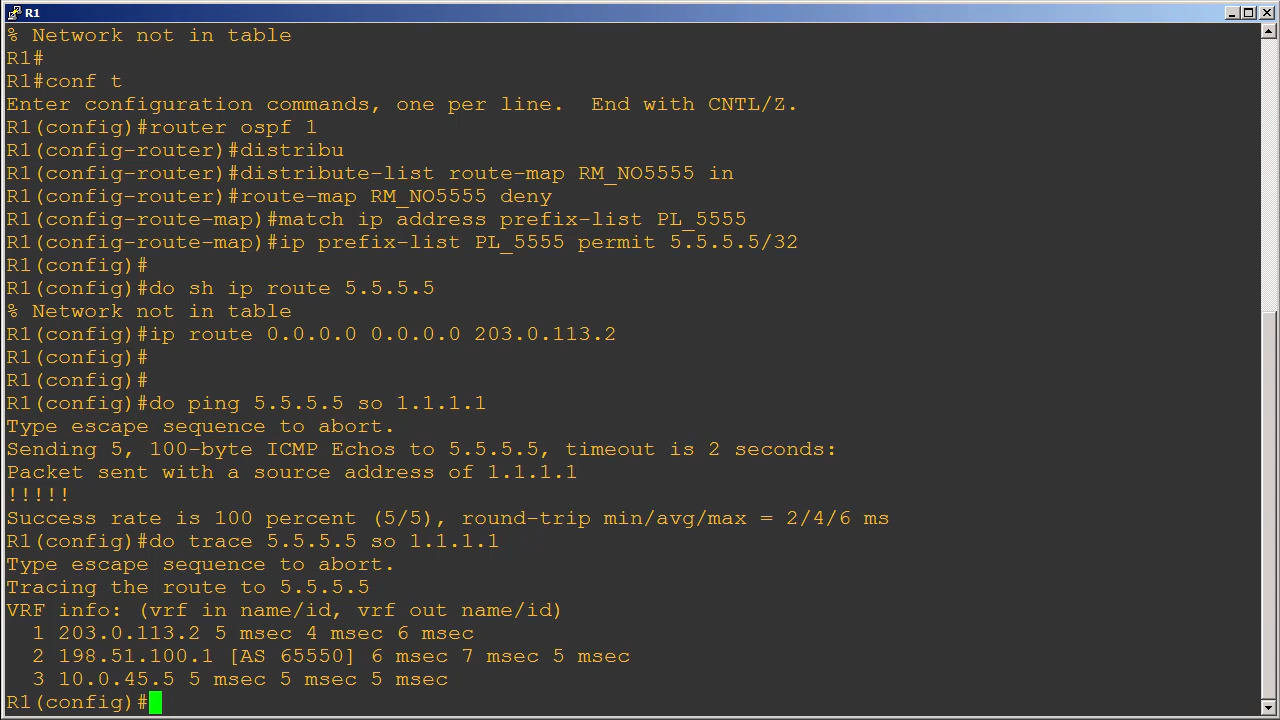 R1
% Network not in table
R1#
R1#conf t
Enter configuration commands, one per line.  End with CNTL/Z.
R1(config)#router ospf 1
R1(config-router)#distribu
R1(config-router)#distribute-list route-map RM_NO5555 in
R1(config-router)#route-map RM_NO5555 deny
R1(config-route-map)#match ip address prefix-list PL_5555
R1(config-route-map)#ip prefix-list PL_5555 permit 5.5.5.5/32
R1(config)#
R1(config)#do sh ip route 5.5.5.5
% Network not in table
R1(config)#ip route 0.0.0.0 0.0.0.0 203.0.113.2
R1(config)#
R1(config)#
R1(config)#do ping 5.5.5.5 so 1.1.1.1
Type escape sequence to abort.
Sending 5, 100-byte ICMP Echos to 5.5.5.5, timeout is 2 seconds:
Packet sent with a source address of 1.1.1.1
!!!!!
Success rate is 100 percent (5/5), round-trip min/avg/max = 2/4/6 ms
R1(config)#do trace 5.5.5.5 so 1.1.1.1
Type escape sequence to abort.
Tracing the route to 5.5.5.5
VRF info: (vrf in name/id, vrf out name/id)
  1 203.0.113.2 5 msec 4 msec 6 msec
  2 198.51.100.1 [AS 65550] 6 msec 7 msec 5 msec
  3 10.0.45.5 5 msec 5 msec 5 msec
R1(config)#